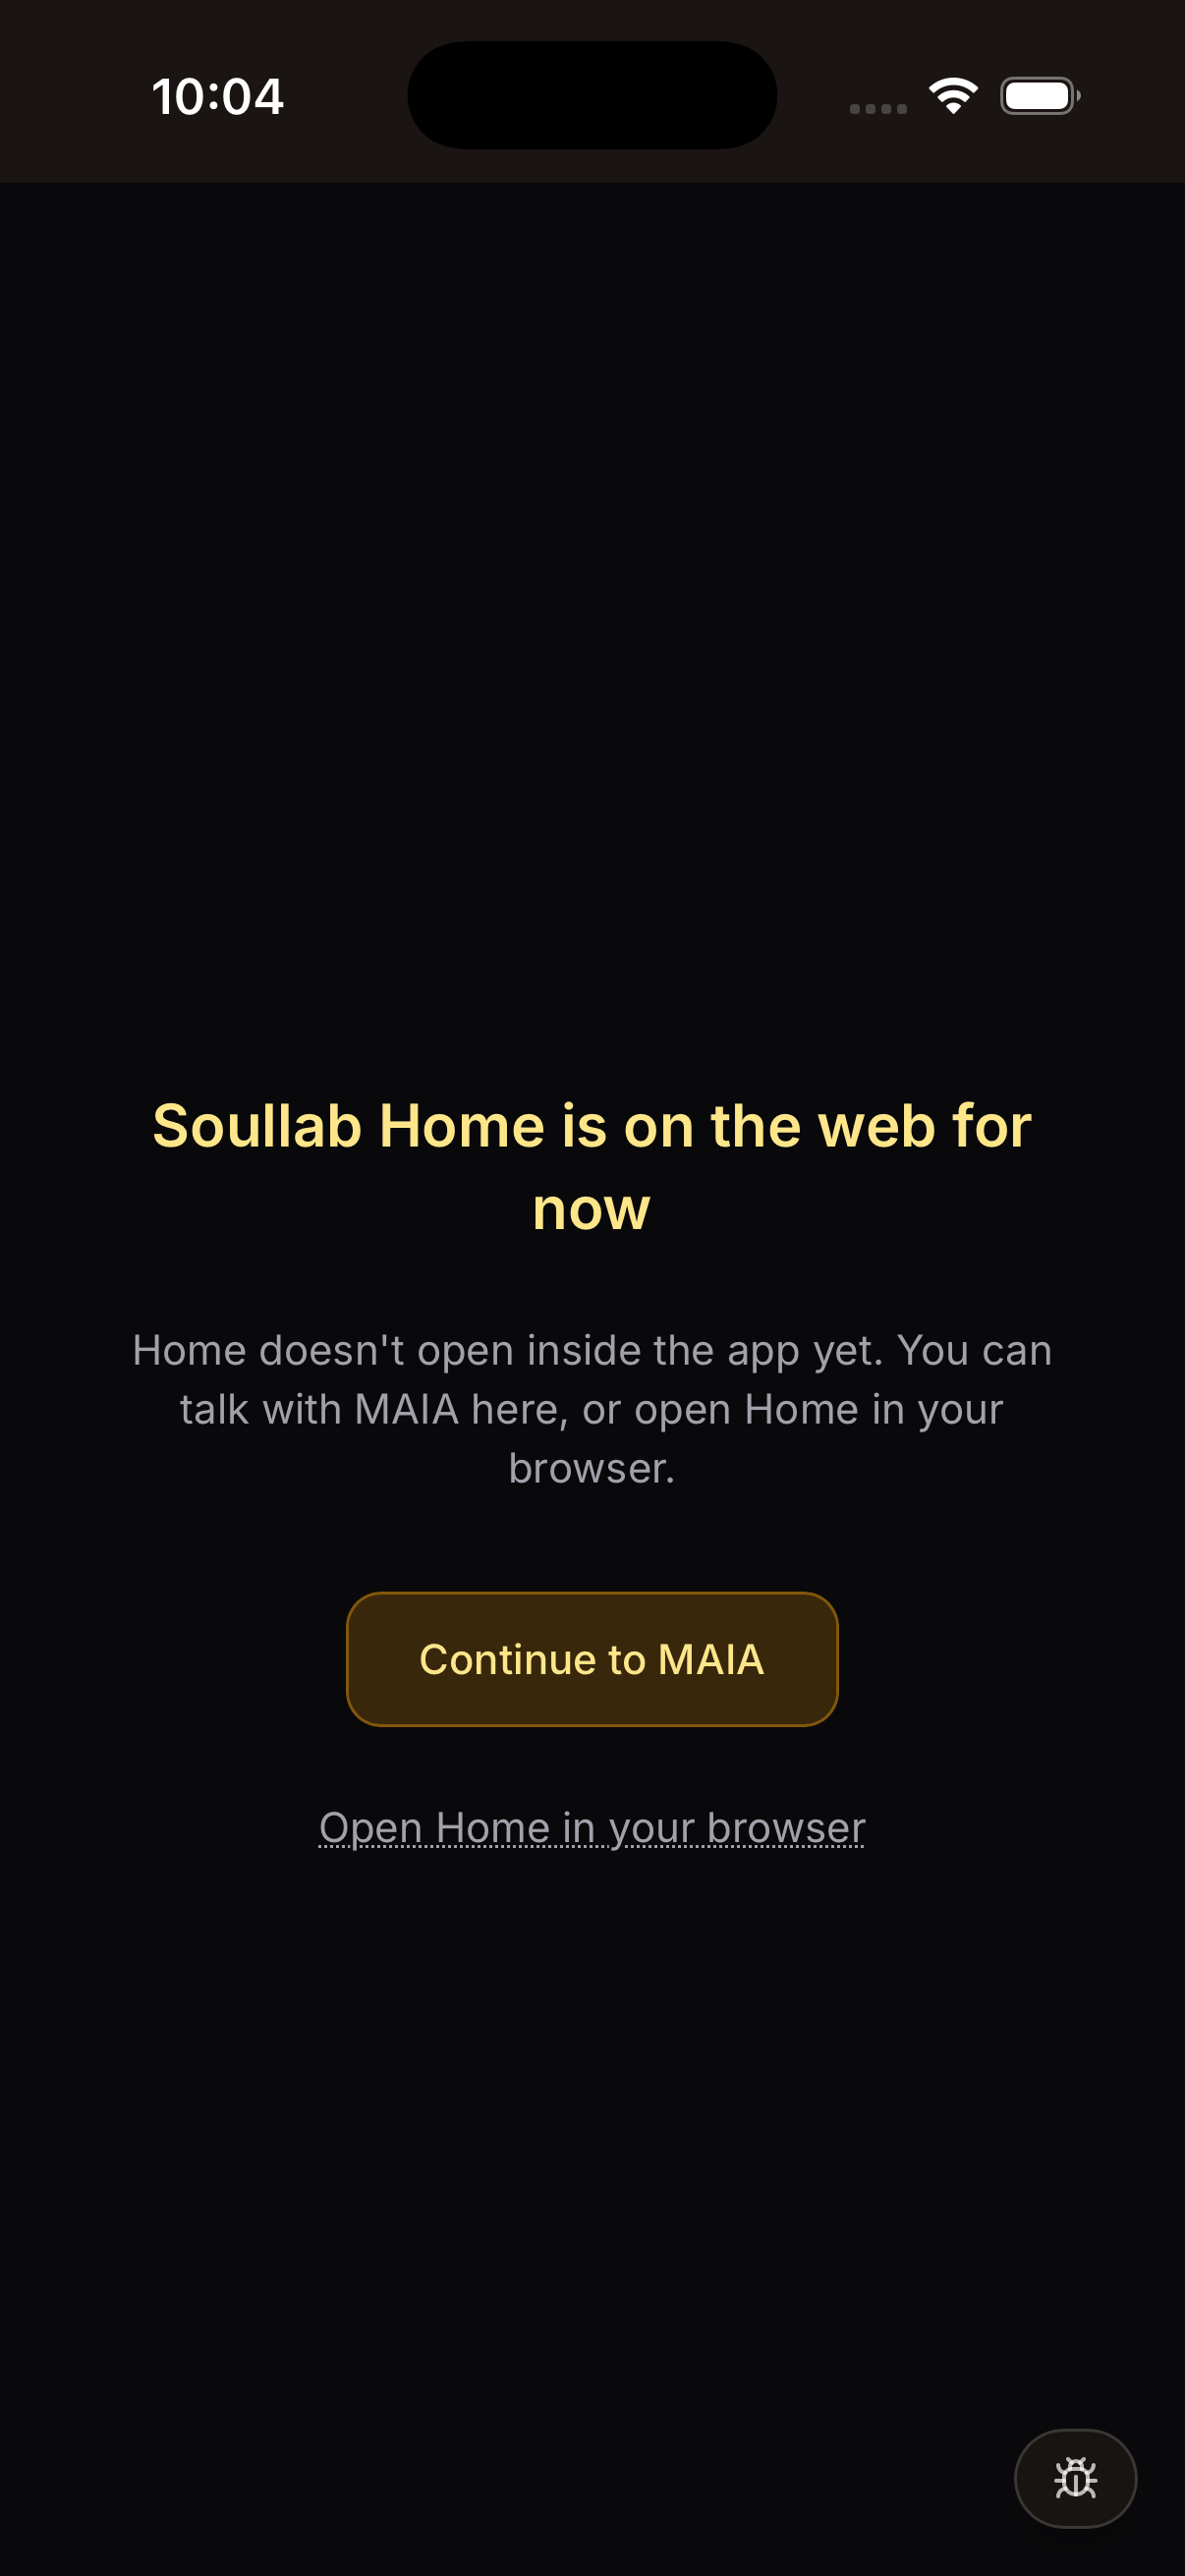 10:04
Soullab Home is on the web for
now
Home doesn't open inside the app yet. You can
talk with MAIA here, or open Home in your
browser.
Continue to MAIA
Open Home in your browser